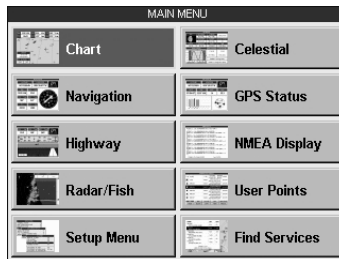 MAIN MENU
Chart
Celestial
Navigation
GPS Status
Highway
NMEA Display
Radar/Fish
User Points
Setup Menu
Find Services